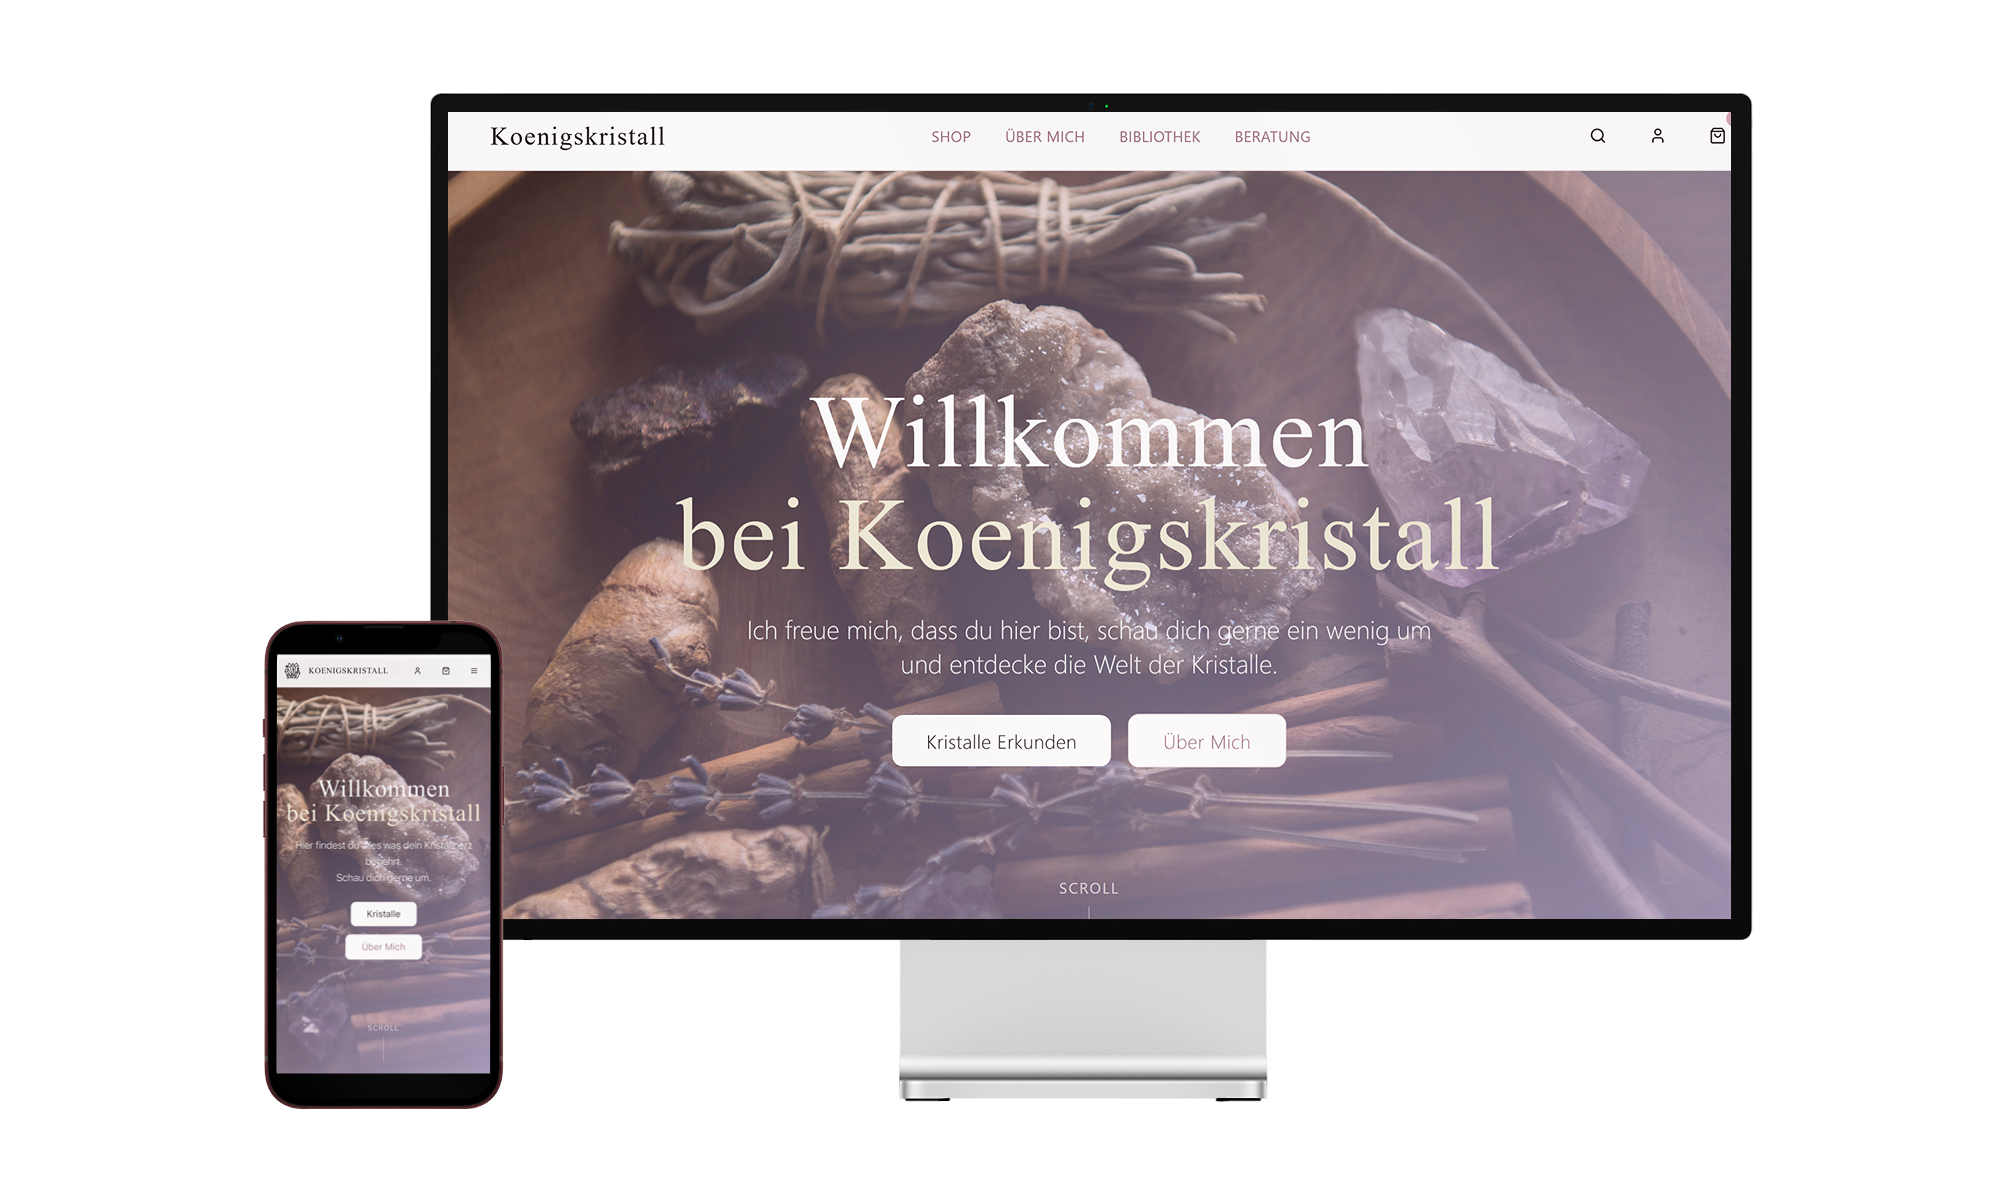 Koenigskristall
SHOP ÜBER MICH BIBLIOTHEK BERATUNG
Willkommen
bei Koenigskristall
Ich freue mich, dass du hier bist, schau dich gerne ein wenig um
und entdecke die Welt der Kristalle.
Kristalle Erkunden
Über Mich
SCROLL
KOENIGSKRISTALL
Willkommen
bei Koenigskristall
Hier findest du alles was dein Kristallherz
begehrt.
Schau dich gerne um.
Kristalle
Über Mich
SCROLL